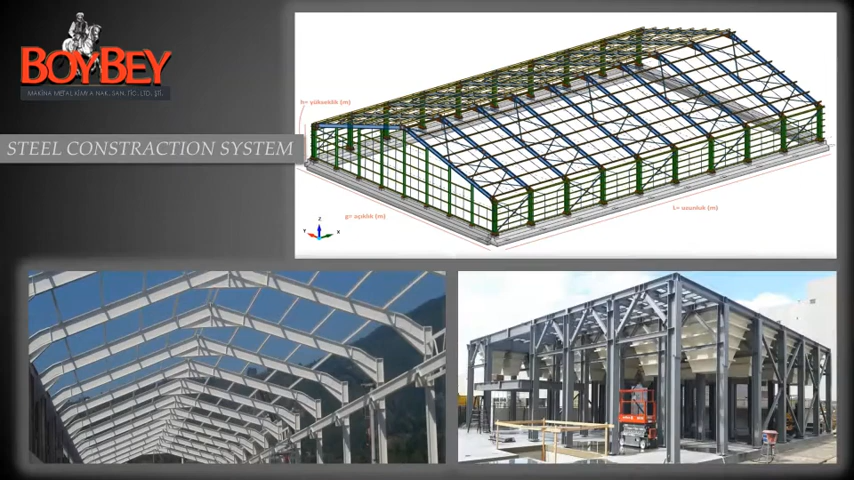 BOYBEY
MAKİNA METAL KİMYA NAK. SAN. TİC. LTD. ŞTİ.
STEEL CONSTRACTION SYSTEM
h= yükseklik (m)
g= açıklık (m)
L= uzunluk (m)
Z
Y
X